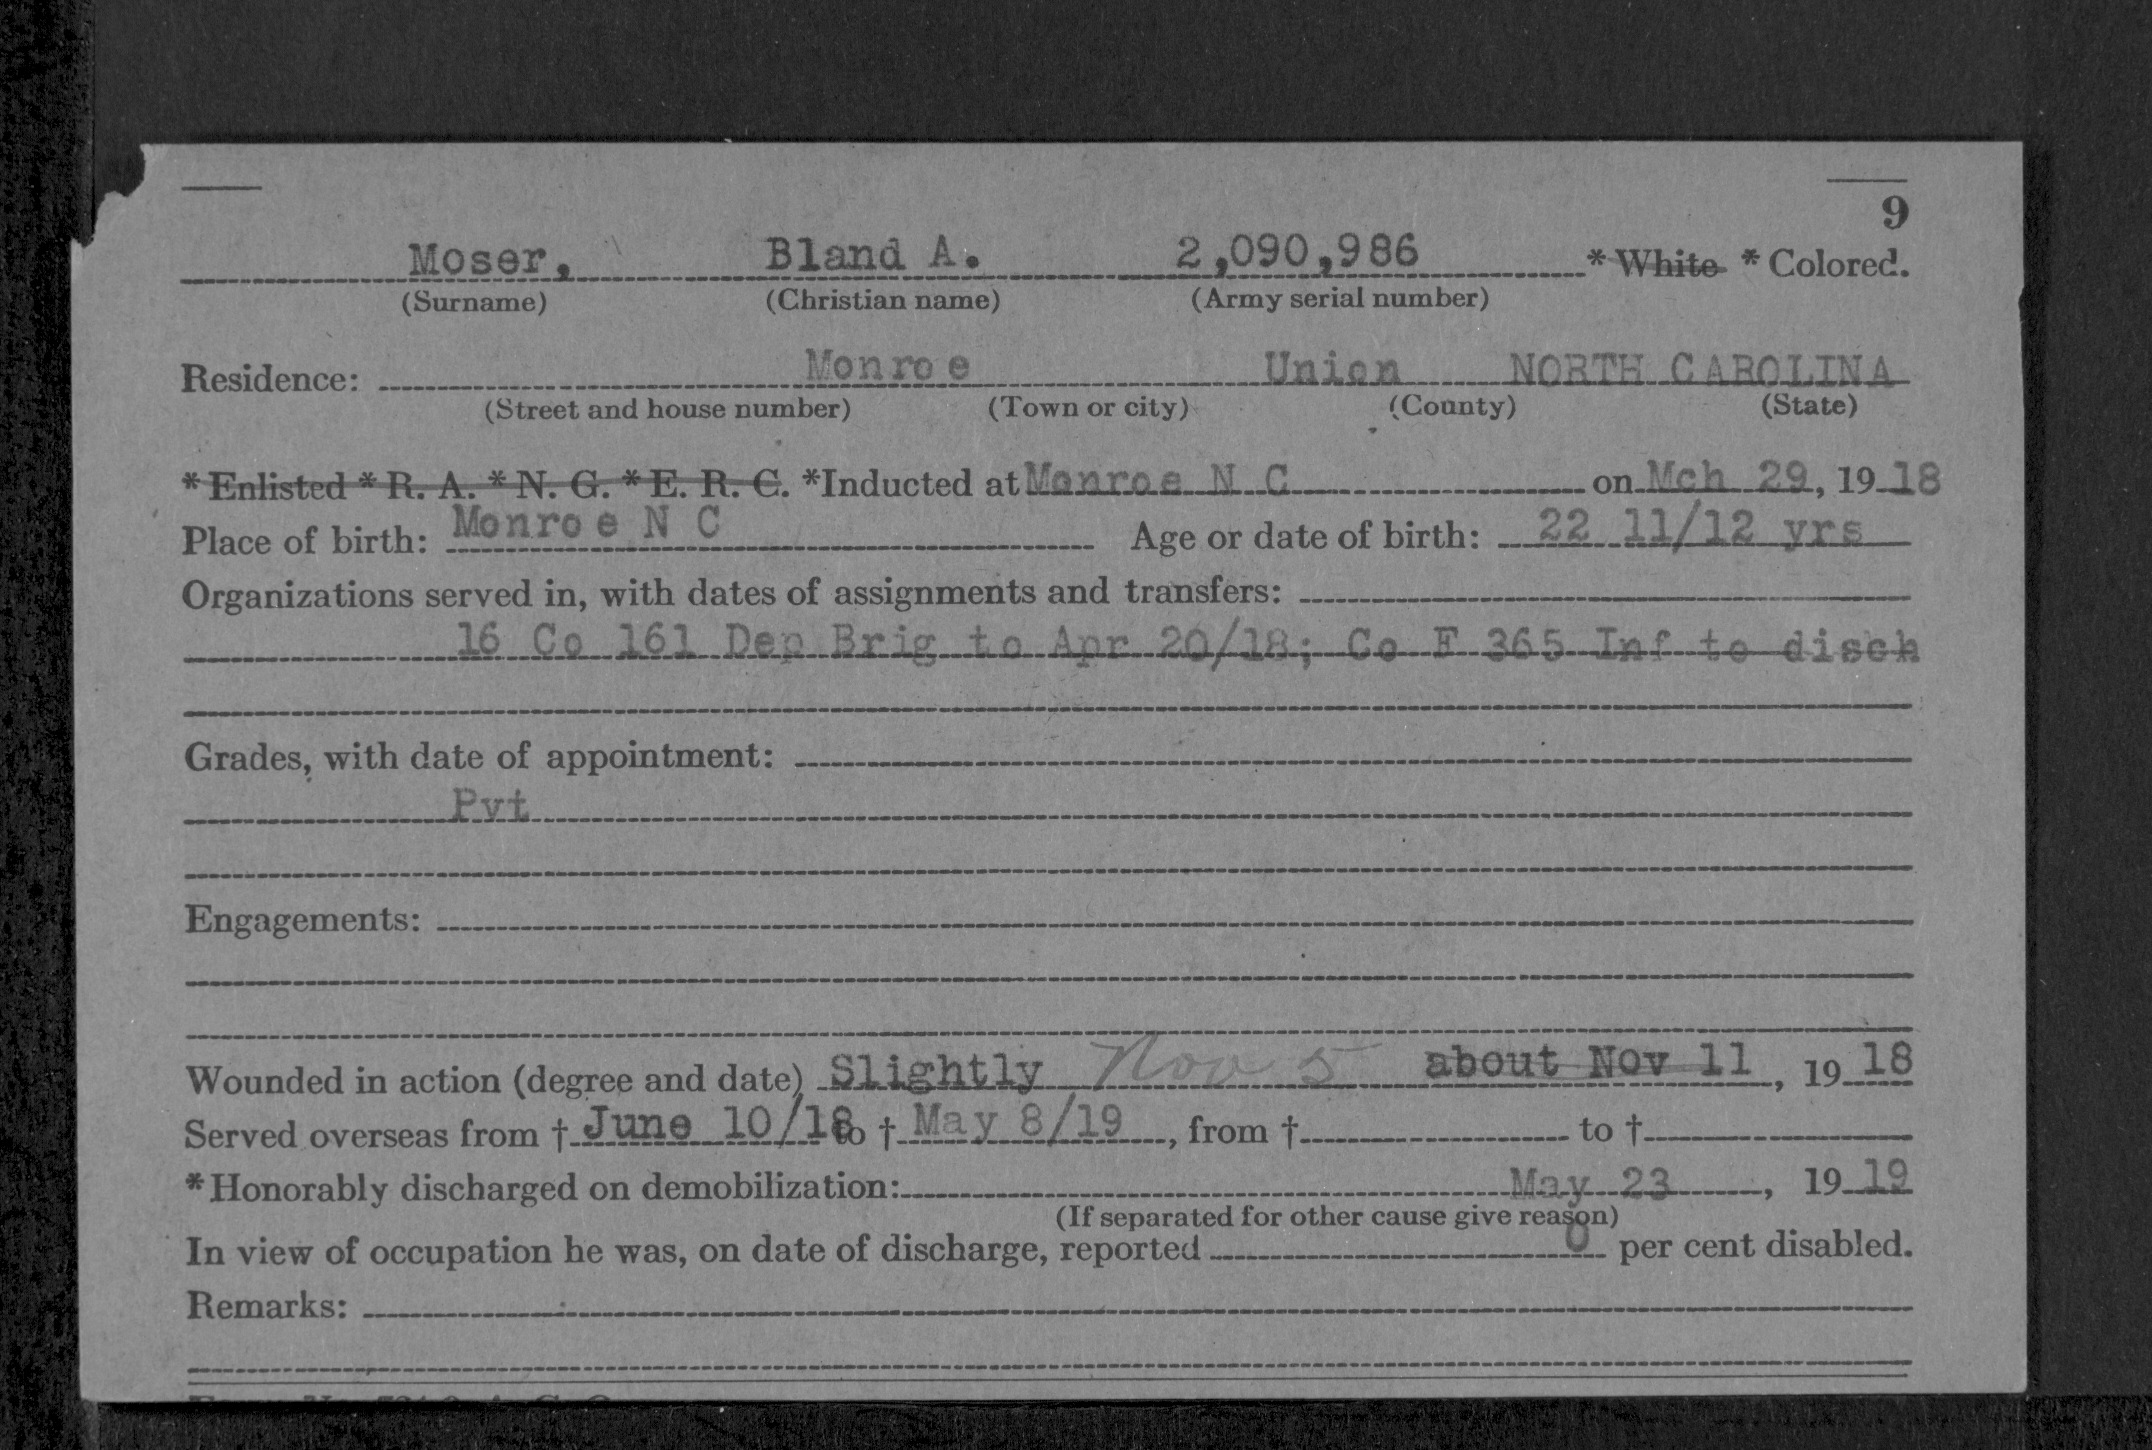 9
Moser, Bland A. 2,090,986 * White * Colored.
(Surname) (Christian name) (Army serial number)
Residence: Monroe Union NORTH CAROLINA
(Street and house number) (Town or city) (County) (State)
* Enlisted * R. A. * N. G. * E. R. C. *Inducted at Monroe N C on Mch 29, 19 18
Place of birth: Monroe N C Age or date of birth: 22 11/12 yrs
Organizations served in, with dates of assignments and transfers:
16 Co 161 Dep Brig to Apr 20/18; Co F 365 Inf to disch
Grades, with date of appointment:
Pvt
Engagements:
Wounded in action (degree and date) Slightly Nov 5 about Nov 11, 19 18
Served overseas from † June 10/18 to † May 8/19, from † to †
*Honorably discharged on demobilization: May 23, 19 19
(If separated for other cause give reason)
In view of occupation he was, on date of discharge, reported 0 per cent disabled.
Remarks: